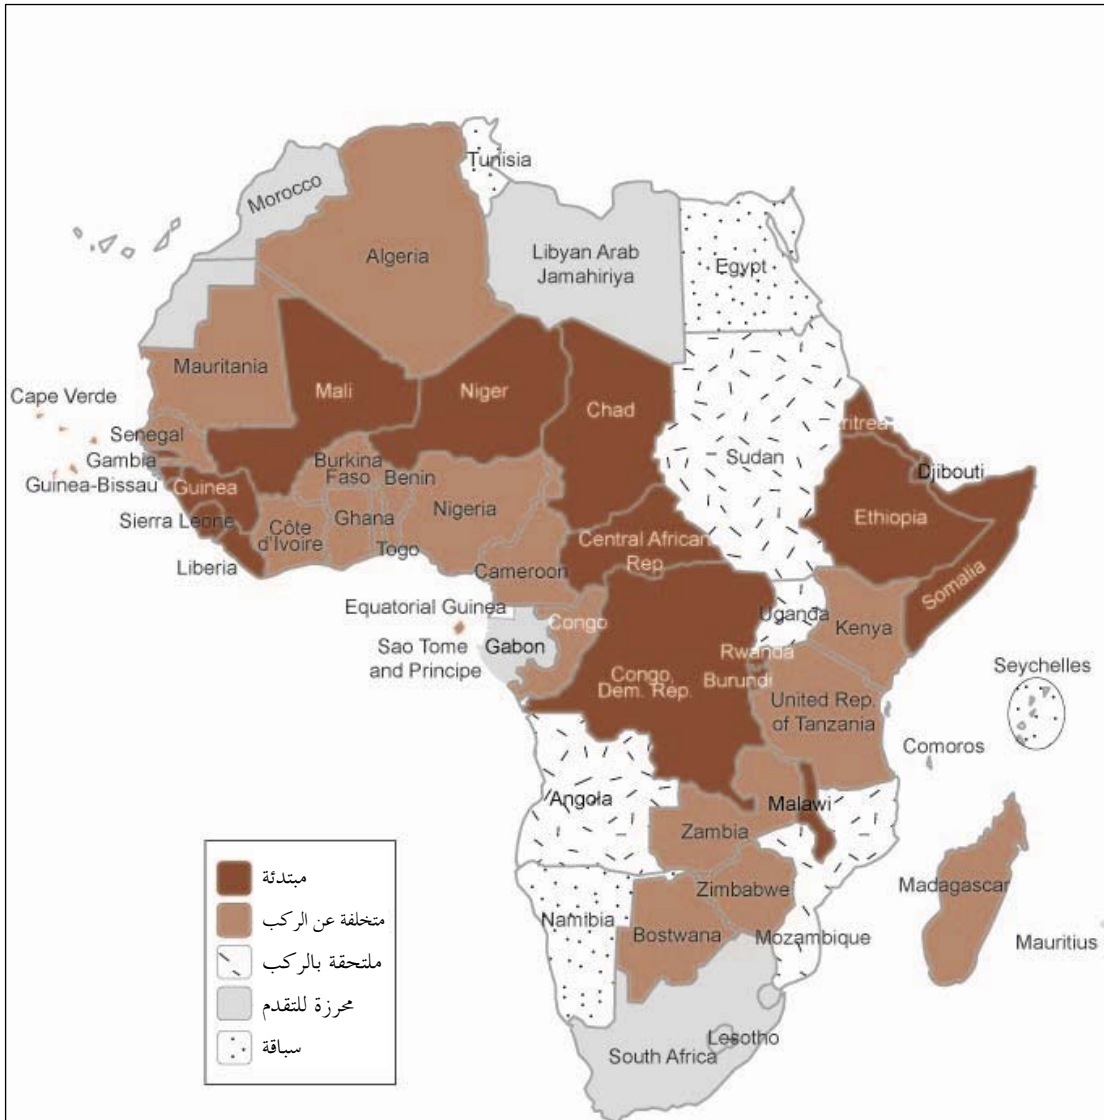 Tunisia
Morocco
Algeria
Libyan Arab
Jamahiriya
Egypt
Mauritania
Mali
Niger
Chad
Cape Verde
Eritrea
Senegal
Sudan
Gambia
Burkina
Faso
Benin
Djibouti
Guinea-Bissau
Guinea
Nigeria
Sierra Leone
Côte
d'Ivoire
Ghana
Togo
Ethiopia
Central African
Rep.
Liberia
Cameroon
Somalia
Equatorial Guinea
Congo
Uganda
Kenya
Sao Tome
and Principe
Gabon
Rwanda
Congo,
Dem. Rep.
Burundi
Seychelles
United Rep.
of Tanzania
Comoros
Angola
Malawi
Zambia
Zimbabwe
Madagascar
Namibia
Bostwana
Mozambique
Mauritius
Lesotho
South Africa
مبتدئة
متخلفة عن الركب
ملتحقة بالركب
محرزة للتقدم
سباقة